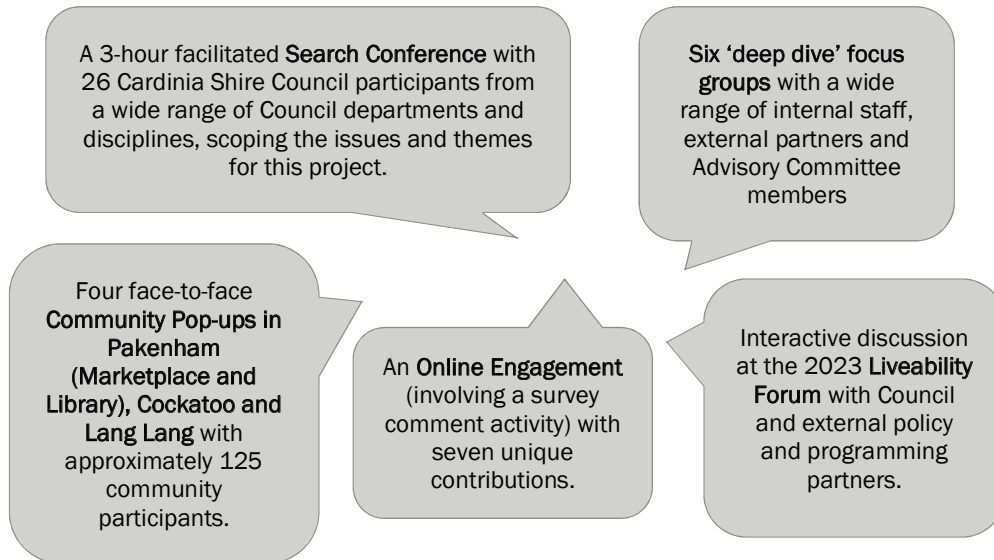 A 3-hour facilitated Search Conference with
26 Cardinia Shire Council participants from
a wide range of Council departments and
disciplines, scoping the issues and themes
for this project.
Six ‘deep dive’ focus
groups with a wide
range of internal staff,
external partners and
Advisory Committee
members
Four face-to-face
Community Pop-ups in
Pakenham
(Marketplace and
Library), Cockatoo and
Lang Lang with
approximately 125
community
participants.
An Online Engagement
(involving a survey
comment activity) with
seven unique
contributions.
Interactive discussion
at the 2023 Liveability
Forum with Council
and external policy
and programming
partners.